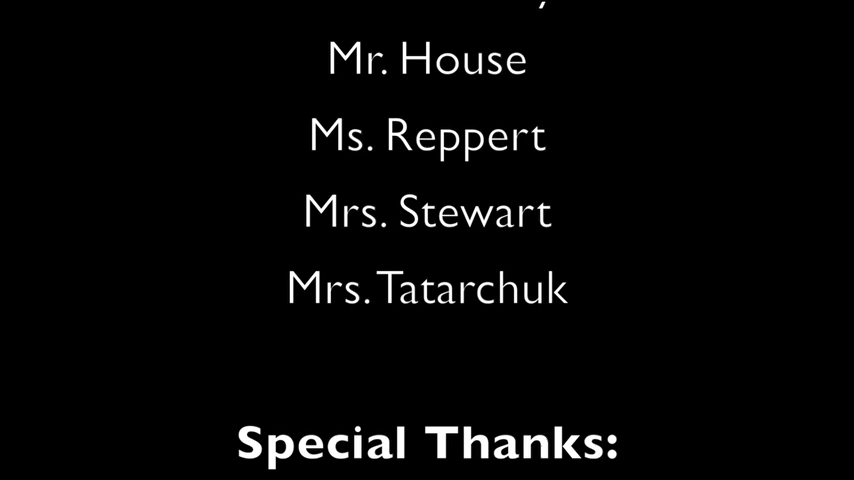 Mr. House
Ms. Reppert
Mrs. Stewart
Mrs. Tatarchuk
Special Thanks: